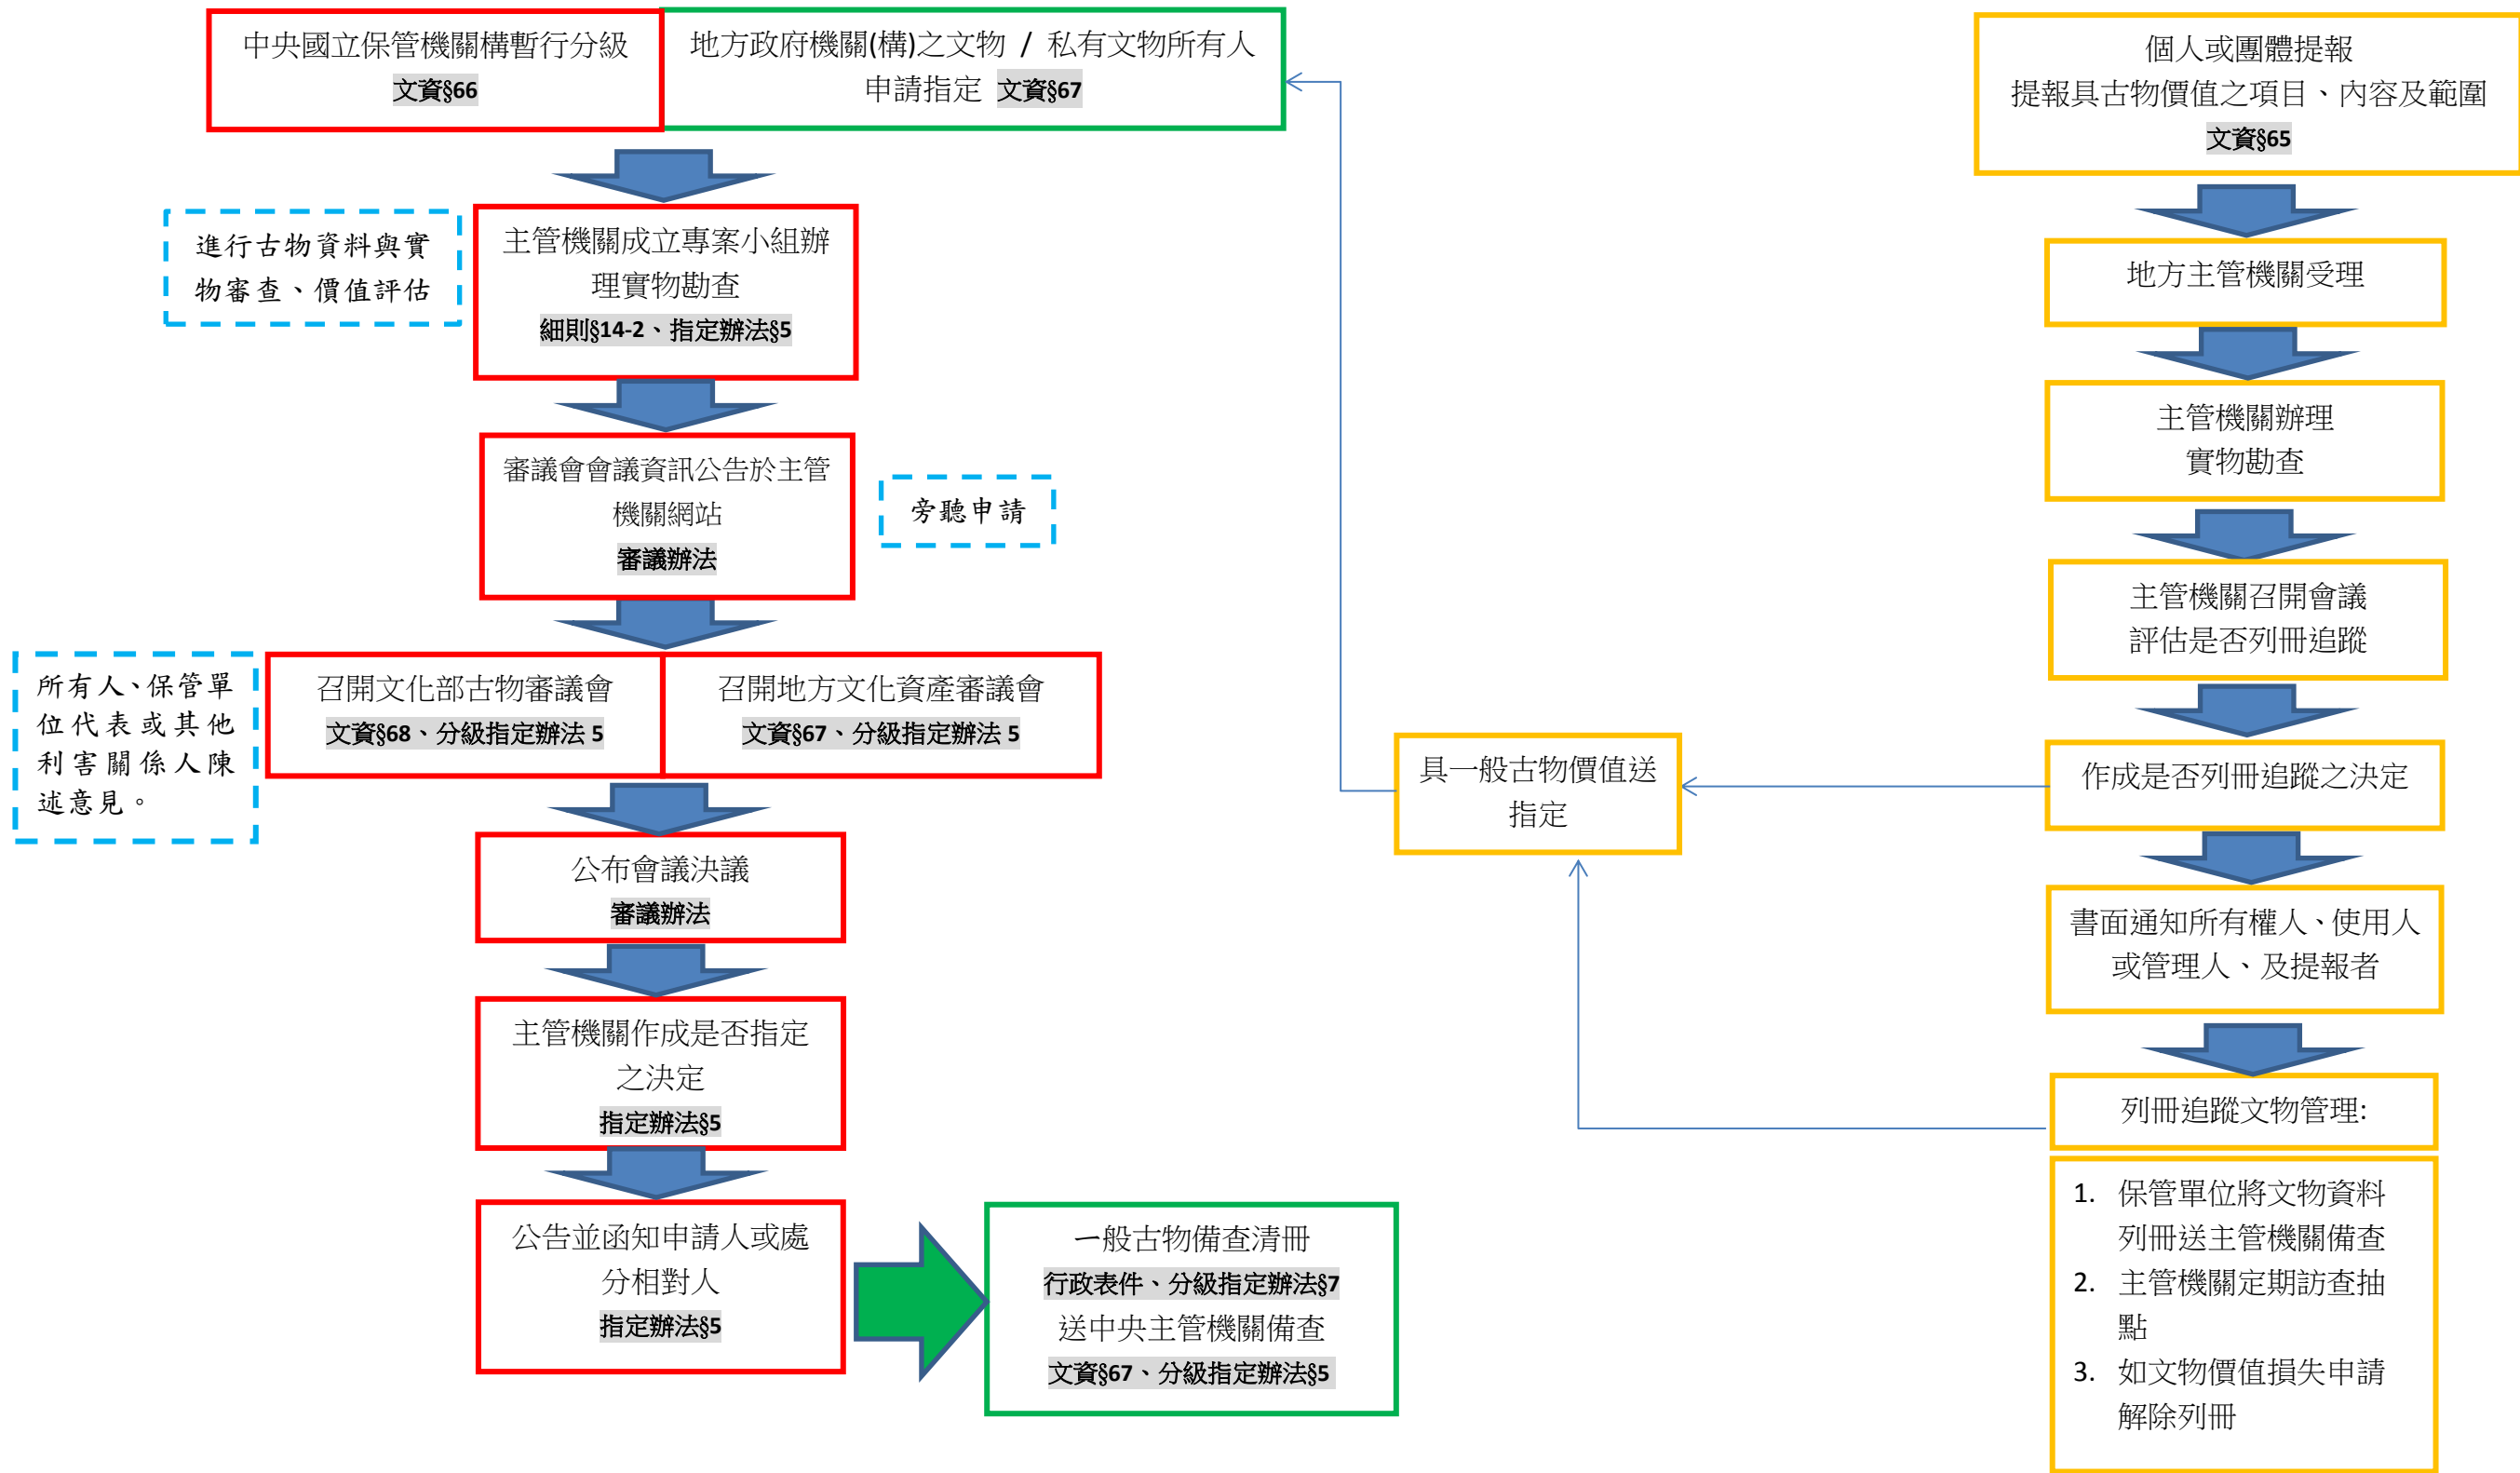 中央國立保管機關構暫行分級
文資§66
地方政府機關(構)之文物 / 私有文物所有人
申請指定 文資§67
進行古物資料與實
物審查、價值評估
主管機關成立專案小組辦
理實物勘查
細則§14-2、指定辦法§5
審議會會議資訊公告於主管
機關網站
審議辦法
旁聽申請
所有人、保管單
位代表或其他
利害關係人陳
述意見。
召開文化部古物審議會
文資§68、分級指定辦法 5
召開地方文化資產審議會
文資§67、分級指定辦法 5
公布會議決議
審議辦法
主管機關作成是否指定
之決定
指定辦法§5
公告並函知申請人或處
分相對人
指定辦法§5
一般古物備查清冊
行政表件、分級指定辦法§7
送中央主管機關備查
文資§67、分級指定辦法§5
具一般古物價值送
指定
個人或團體提報
提報具古物價值之項目、內容及範圍
文資§65
地方主管機關受理
主管機關辦理
實物勘查
主管機關召開會議
評估是否列冊追蹤
作成是否列冊追蹤之決定
書面通知所有權人、使用人
或管理人、及提報者
列冊追蹤文物管理:
1. 保管單位將文物資料
列冊送主管機關備查
2. 主管機關定期訪查抽
點
3. 如文物價值損失申請
解除列冊